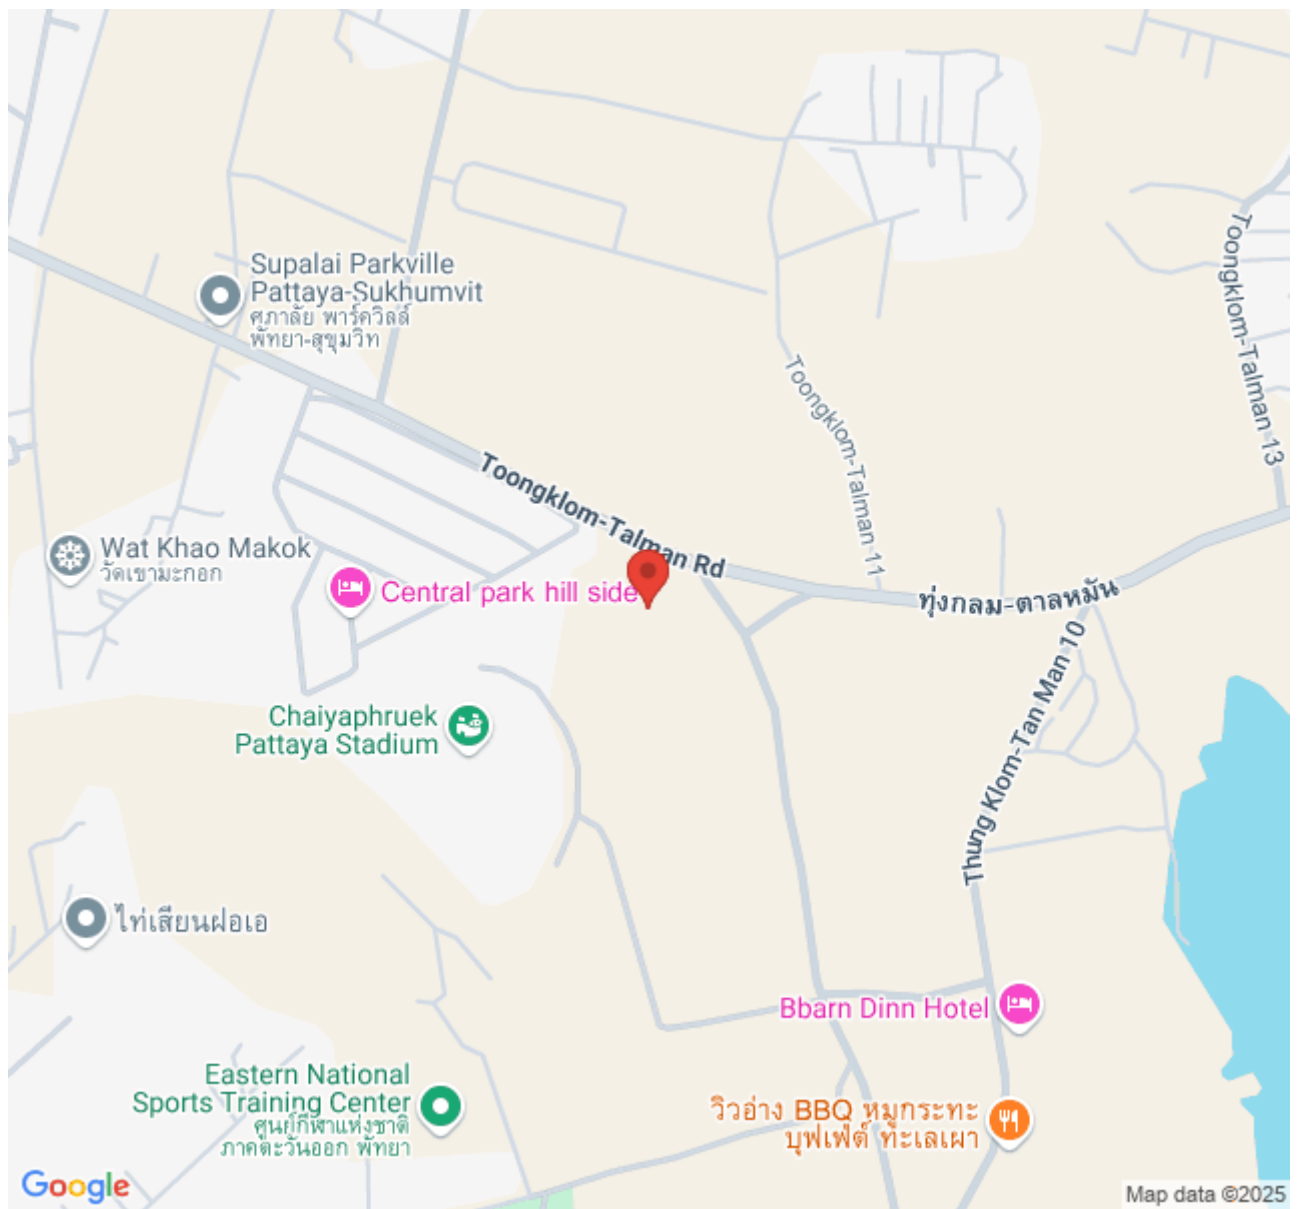 Toongklom-Talman 13
Supalai Parkville
Pattaya-Sukhumvit
ศุภาลัย พาร์ควิลล์
พัทยา-สุขุมวิท
Toongklom-Talman 11
Toongklom-Talman Rd
Wat Khao Makok
วัดเขามะกอก
Central park hill side
ทุ่งกลม-ตาลหมัน
Thung Klom-Tan Man 10
Chaiyaphruek
Pattaya Stadium
ไท่เสียนฝอเอ
Bbarn Dinn Hotel
Eastern National
Sports Training Center
ศูนย์กีฬาแห่งชาติ
ภาคตะวันออก พัทยา
วิวอ่าง BBQ หมูกระทะ
บุฟเฟ่ต์ ทะเลเผา
Google
Map data ©2025